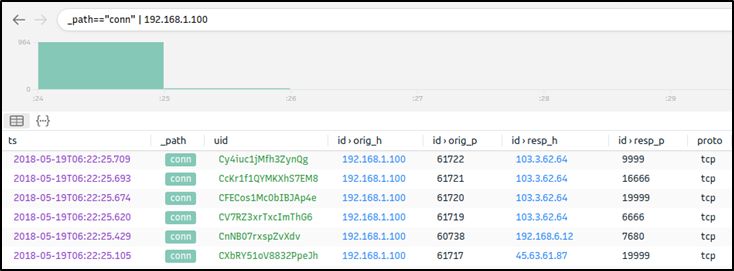 _path=="conn" | 192.168.1.100
964
0
:24 :25 :26 :27 :28 :29
ts _path uid id › orig_h id › orig_p id › resp_h id › resp_p proto
2018-05-19T06:22:25.709 conn Cy4iuc1jMfh3ZynQg 192.168.1.100 61722 103.3.62.64 9999 tcp
2018-05-19T06:22:25.693 conn CcKr1f1QYMKXhS7EM8 192.168.1.100 61721 103.3.62.64 16666 tcp
2018-05-19T06:22:25.674 conn CFECos1Mc0bIBJAp4e 192.168.1.100 61720 103.3.62.64 19999 tcp
2018-05-19T06:22:25.620 conn CV7RZ3xrTxcImThG6 192.168.1.100 61719 103.3.62.64 6666 tcp
2018-05-19T06:22:25.429 conn CnNB07rxspZvXdv 192.168.1.100 60738 192.168.6.12 7680 tcp
2018-05-19T06:22:25.105 conn CXbRY51oV8832PpeJh 192.168.1.100 61717 45.63.61.87 19999 tcp